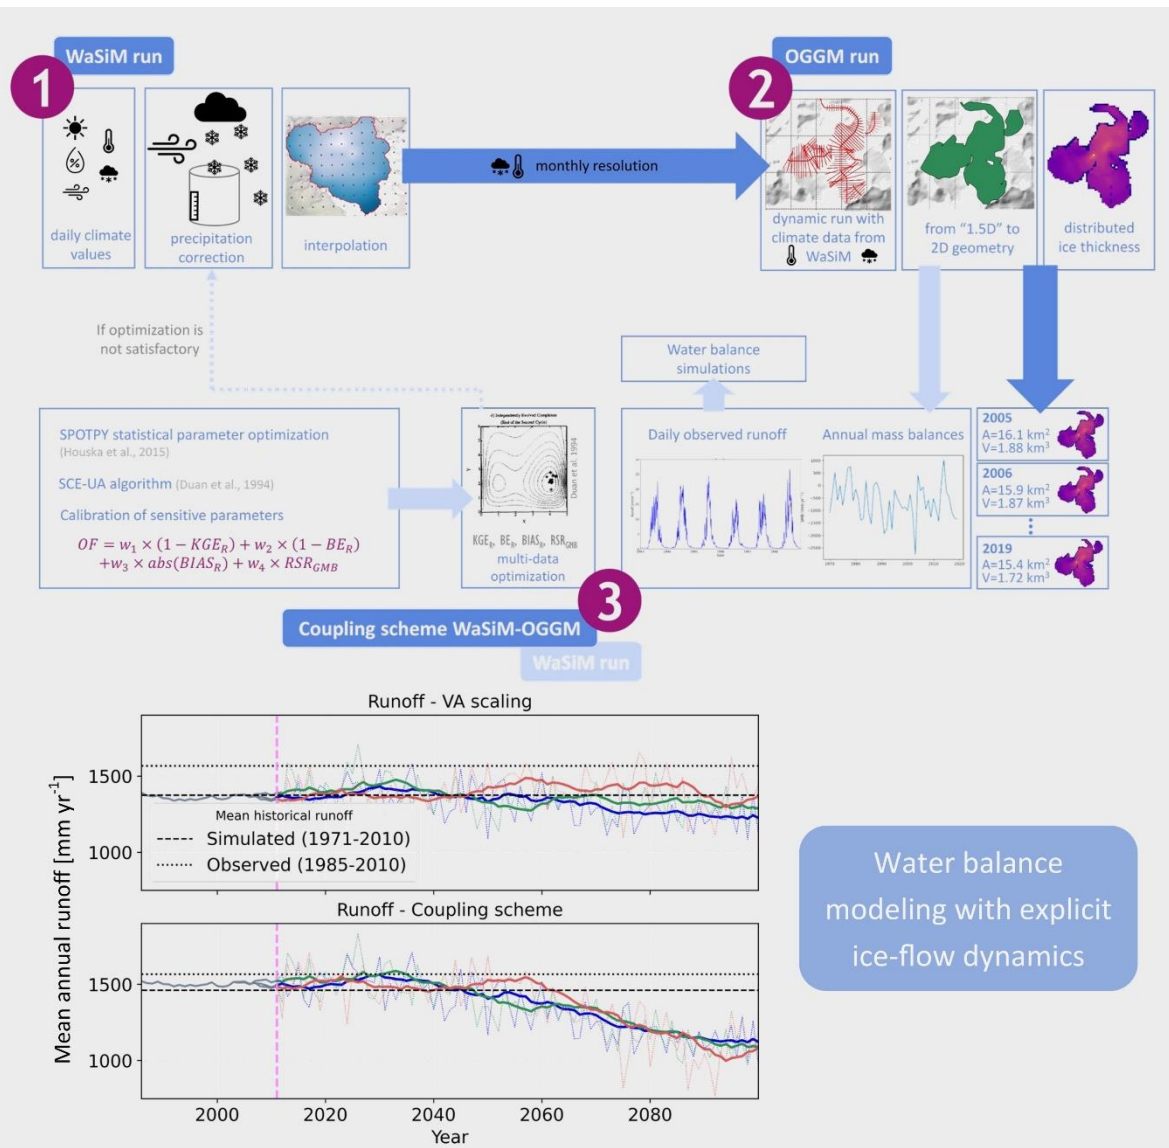 WaSiM run
OGGM run
1
2
daily climate
values
precipitation
correction
interpolation
monthly resolution
dynamic run with
climate data from
WaSiM
from “1.5D” to
2D geometry
distributed
ice thickness
If optimization is
not satisfactory
Water balance
simulations
SPOTPY statistical parameter optimization
(Houska et al., 2015)
SCE-UA algorithm (Duan et al., 1994)
Calibration of sensitive parameters
OF = w1 × (1 − KGER) + w2 × (1 − BER)
+w3 × abs(BIASR) + w4 × RSRGMB
Duan et al. 1994
KGER, BER, BIASR, RSRGMB
multi-data
optimization
Daily observed runoff
Annual mass balances
2005
A=16.1 km2
V=1.88 km3
2006
A=15.9 km2
V=1.87 km3
2019
A=15.4 km2
V=1.72 km3
3
Coupling scheme WaSiM-OGGM
WaSiM run
Runoff - VA scaling
1500
1000
Mean historical runoff
Simulated (1971-2010)
Observed (1985-2010)
Mean annual runoff [mm yr-1]
Runoff - Coupling scheme
1500
1000
2000 2020 2040 2060 2080
Year
Water balance
modeling with explicit
ice-flow dynamics